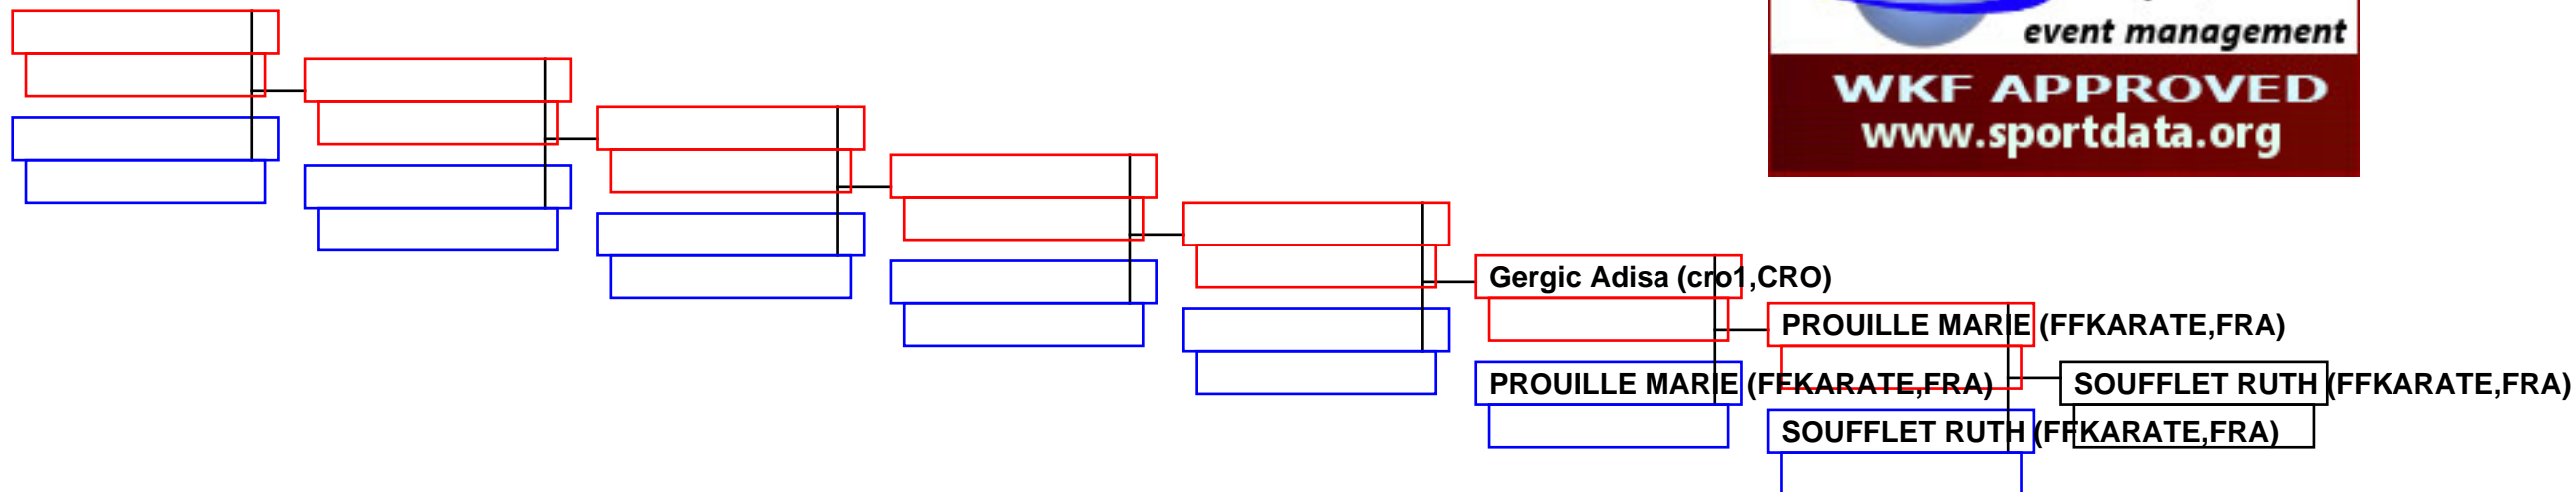 event management
WKF APPROVED
www.sportdata.org
Gergic Adisa (cro1,CRO)
PROUILLE MARIE (FFKARATE,FRA)
PROUILLE MARIE (FFKARATE,FRA)
SOUFFLET RUTH (FFKARATE,FRA)
SOUFFLET RUTH (FFKARATE,FRA)